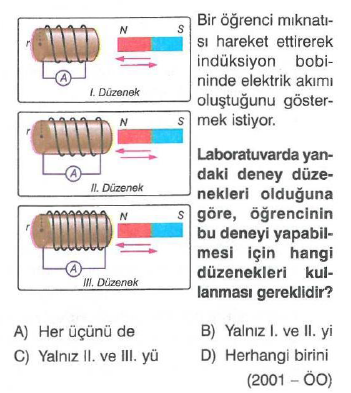 r
N S
A
I. Düzenek
r
N S
A
II. Düzenek
r
N S
A
III. Düzenek
Bir öğrenci mıknatı-
sı hareket ettirerek
indüksiyon bobi-
ninde elektrik akımı
oluştuğunu göster-
mek istiyor.
Laboratuvarda yan-
daki deney düze-
nekleri olduğuna
göre, öğrencinin
bu deneyi yapabil-
mesi için hangi
düzenekleri kul-
lanması gereklidir?
A) Her üçünü de
B) Yalnız I. ve II. yi
C) Yalnız II. ve III. yü
D) Herhangi birini
(2001 – ÖO)